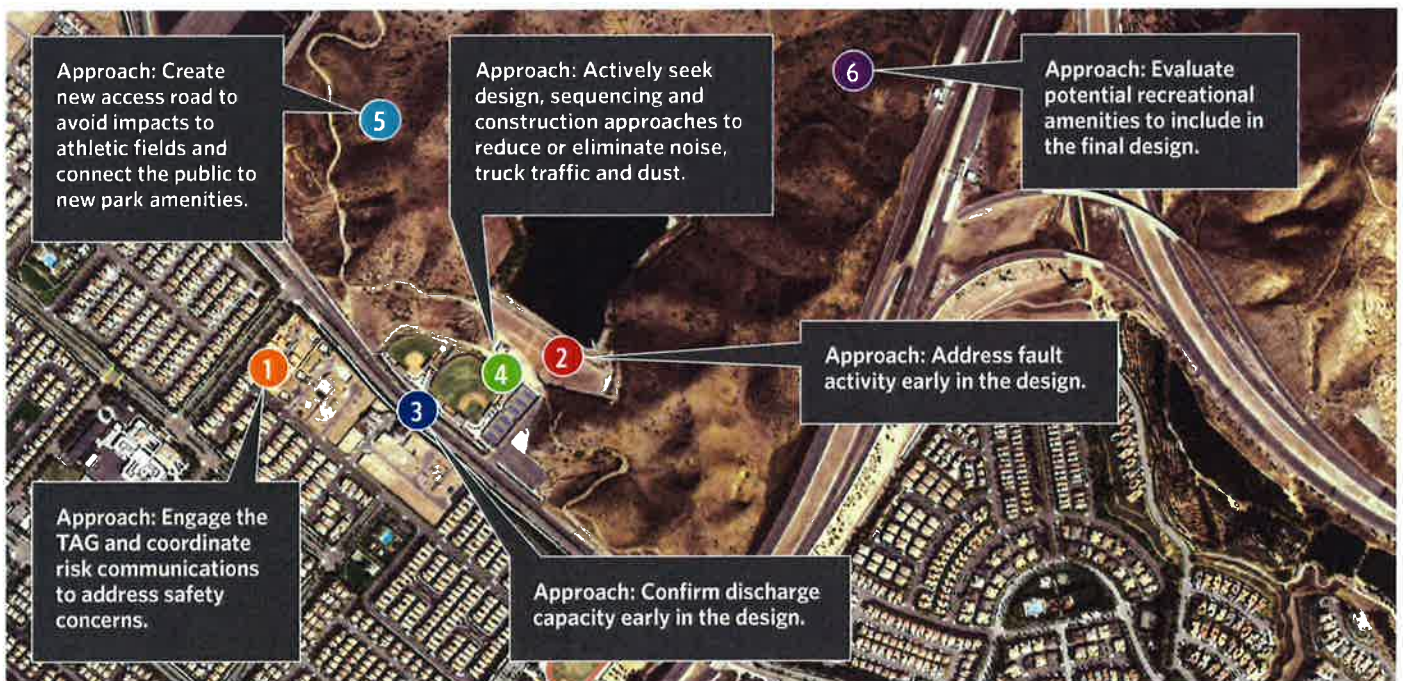 Approach: Create
new access road to
avoid impacts to
athletic fields and
connect the public to
new park amenities.
5
Approach: Actively seek
design, sequencing and
construction approaches to
reduce or eliminate noise,
truck traffic and dust.
6
Approach: Evaluate
potential recreational
amenities to include in
the final design.
1
3
4
2
Approach: Address fault
activity early in the design.
Approach: Engage the
TAG and coordinate
risk communications
to address safety
concerns.
Approach: Confirm discharge
capacity early in the design.